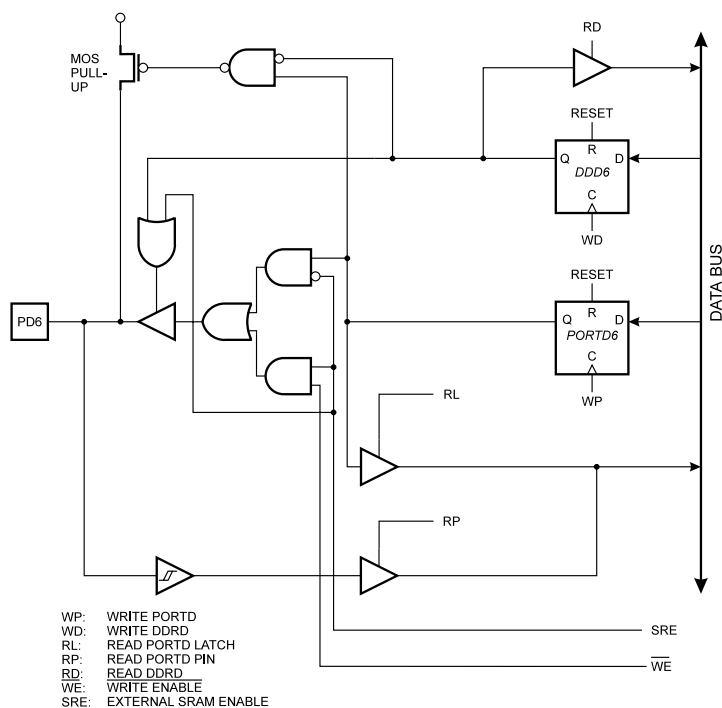 RD
MOS
PULL-
UP
RESET
R
Q
D
DDD6
C
WD
RESET
R
Q
D
PORTD6
C
WP
PD6
DATA BUS
RL
RP
SRE
WE
WP: WRITE PORTD
WD: WRITE DDRD
RL: READ PORTD LATCH
RP: READ PORTD PIN
RD: READ DDRD
WE: WRITE ENABLE
SRE: EXTERNAL SRAM ENABLE